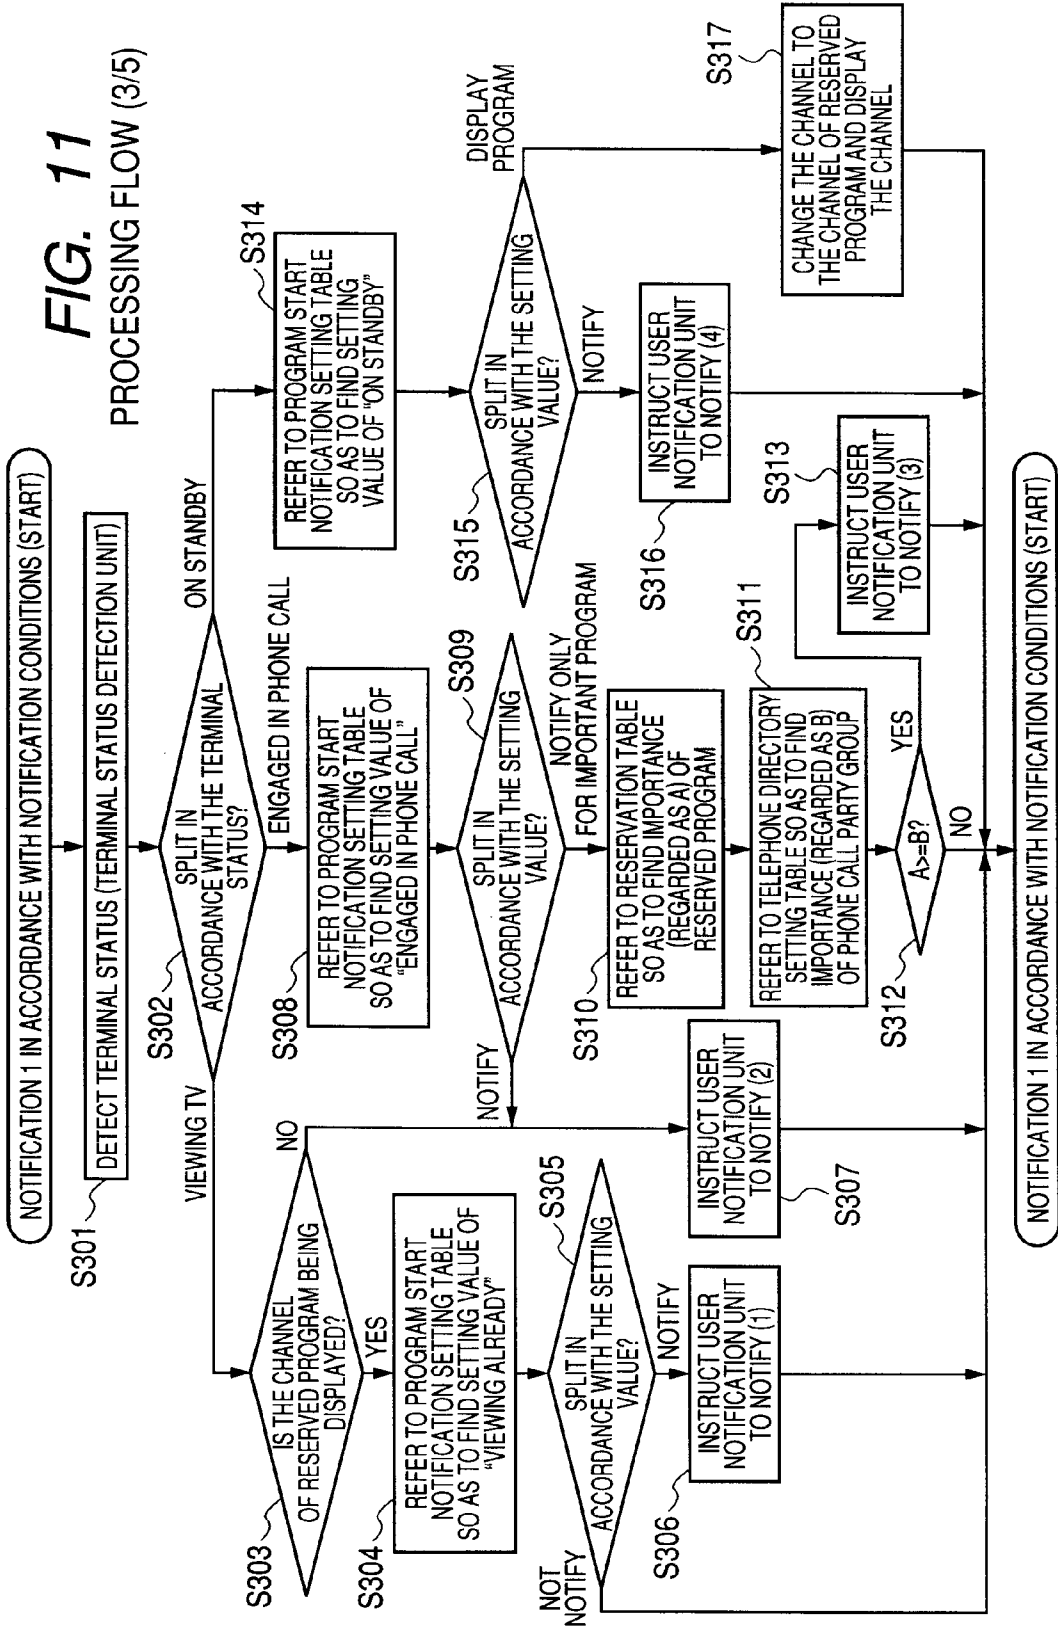 FIG. 11
PROCESSING FLOW (3/5)
NOTIFICATION 1 IN ACCORDANCE WITH NOTIFICATION CONDITIONS (START)
S301
DETECT TERMINAL STATUS (TERMINAL STATUS DETECTION UNIT)
S302
SPLIT IN
ACCORDANCE WITH THE TERMINAL
STATUS?
VIEWING TV
ENGAGED IN PHONE CALL
ON STANDBY
S303
IS THE CHANNEL
OF RESERVED PROGRAM BEING
DISPLAYED?
NO
YES
S304
REFER TO PROGRAM START
NOTIFICATION SETTING TABLE
SO AS TO FIND SETTING VALUE OF
"VIEWING ALREADY"
S305
SPLIT IN
ACCORDANCE WITH THE SETTING
VALUE?
NOT
NOTIFY
NOTIFY
S306
INSTRUCT USER
NOTIFICATION UNIT
TO NOTIFY (1)
INSTRUCT USER
NOTIFICATION UNIT
TO NOTIFY (2)
S307
S308
REFER TO PROGRAM START
NOTIFICATION SETTING TABLE
SO AS TO FIND SETTING VALUE OF
"ENGAGED IN PHONE CALL"
S309
SPLIT IN
ACCORDANCE WITH THE SETTING
VALUE?
NOTIFY
NOTIFY ONLY
FOR IMPORTANT PROGRAM
S310
REFER TO RESERVATION TABLE
SO AS TO FIND IMPORTANCE
(REGARDED AS A) OF
RESERVED PROGRAM
S311
REFER TO TELEPHONE DIRECTORY
SETTING TABLE SO AS TO FIND
IMPORTANCE (REGARDED AS B)
OF PHONE CALL PARTY GROUP
S312
A>=B?
YES
NO
S313
INSTRUCT USER
NOTIFICATION UNIT
TO NOTIFY (3)
S314
REFER TO PROGRAM START
NOTIFICATION SETTING TABLE
SO AS TO FIND SETTING
VALUE OF "ON STANDBY"
S315
SPLIT IN
ACCORDANCE WITH THE SETTING
VALUE?
NOTIFY
DISPLAY
PROGRAM
S316
INSTRUCT USER
NOTIFICATION UNIT
TO NOTIFY (4)
S317
CHANGE THE CHANNEL TO
THE CHANNEL OF RESERVED
PROGRAM AND DISPLAY
THE CHANNEL
NOTIFICATION 1 IN ACCORDANCE WITH NOTIFICATION CONDITIONS (START)